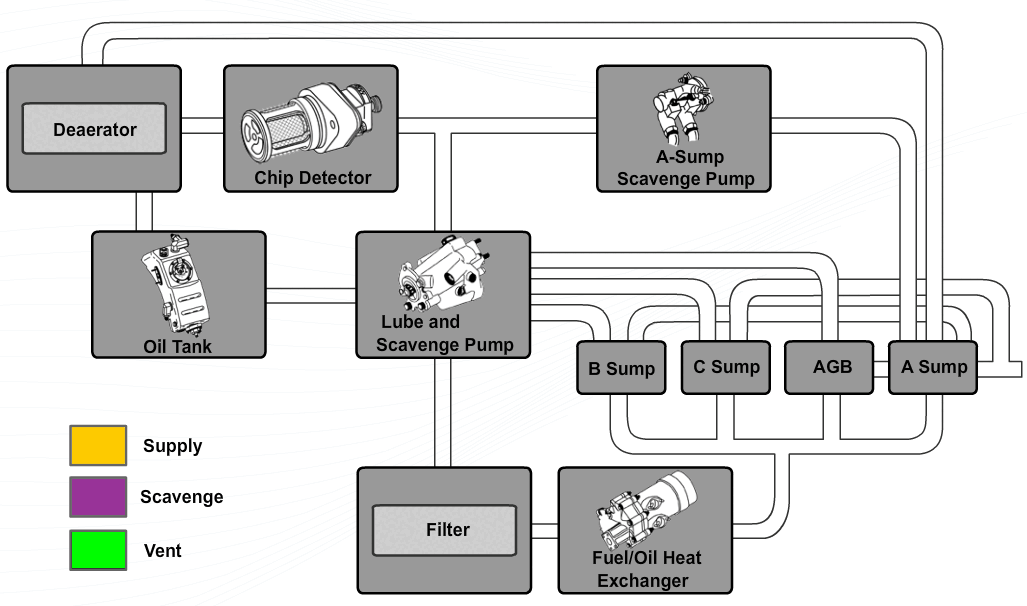 Deaerator
Chip Detector
A-Sump
Scavenge Pump
Oil Tank
Lube and
Scavenge Pump
B Sump
C Sump
AGB
A Sump
Supply
Scavenge
Vent
Filter
Fuel/Oil Heat
Exchanger